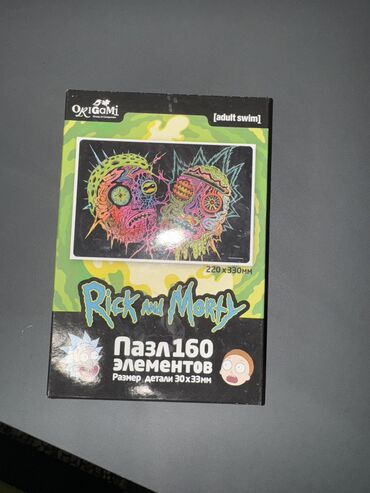 ORIGAMI
[adult swim]
220x330мм
Rick and Morty
Пазл 160
элементов
Размер детали 30x33мм